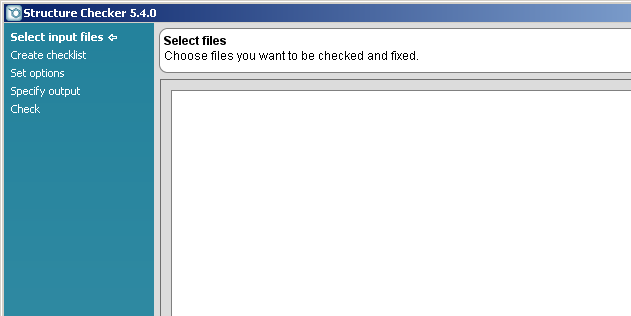 Structure Checker 5.4.0
Select input files ⇦
Create checklist
Set options
Specify output
Check
Select files
Choose files you want to be checked and fixed.